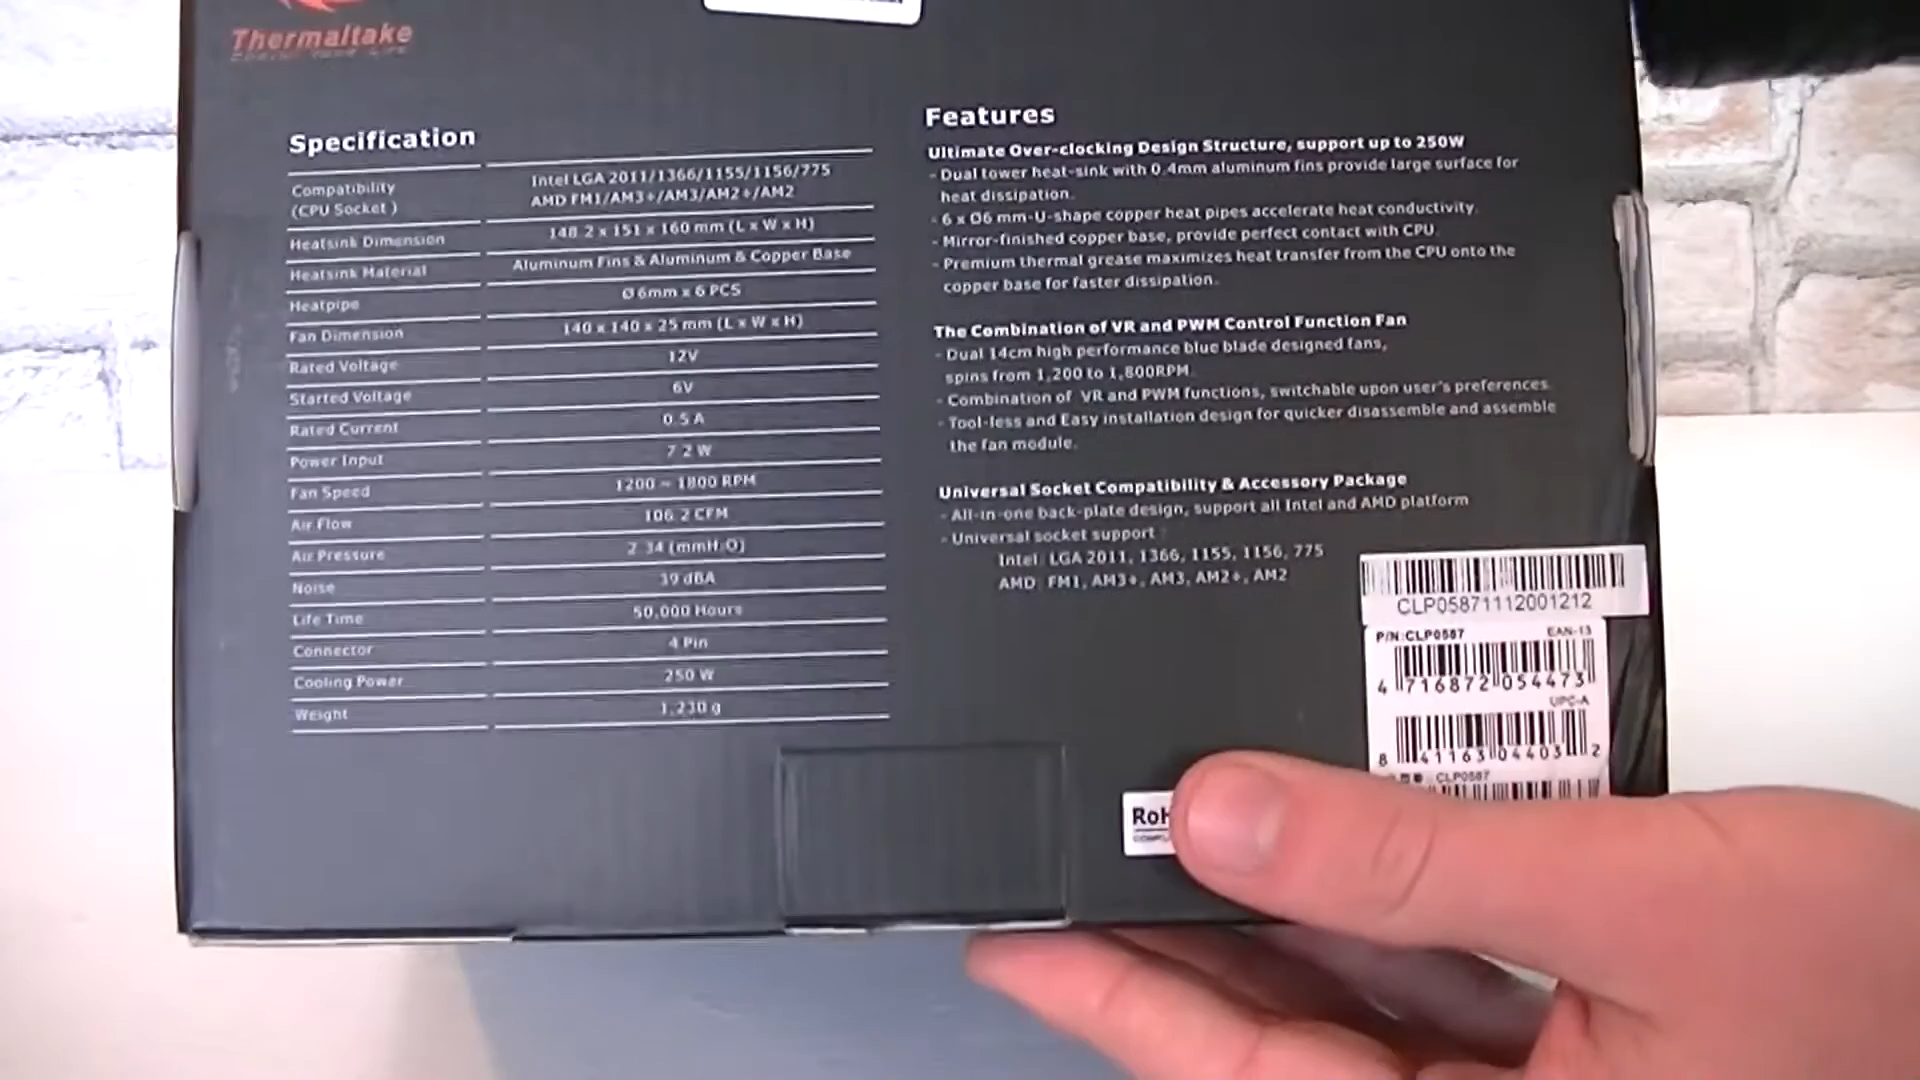 Thermaltake
Specification
Compatibility
(CPU Socket )
Intel LGA 2011/1366/1155/1156/775
AMD FM1/AM3+/AM3/AM2+/AM2
Heatsink Dimension
148.2 x 151 x 160 mm (L x W x H)
Heatsink Material
Aluminum Fins & Aluminum & Copper Base
Heatpipe
Ø 6mm x 6 PCS
Fan Dimension
140 x 140 x 25 mm (L x W x H)
Rated Voltage
12V
Started Voltage
6V
Rated Current
0.5 A
Power Input
7.2 W
Fan Speed
1200 ~ 1800 RPM
Air Flow
106.2 CFM
Air Pressure
2.34 (mmH2O)
Noise
39 dBA
Life Time
50,000 Hours
Connector
4 Pin
Cooling Power
250 W
Weight
1,230 g
Features
Ultimate Over-clocking Design Structure, support up to 250W
- Dual tower heat-sink with 0.4mm aluminum fins provide large surface for
heat dissipation.
- 6 x Ø6 mm-U-shape copper heat pipes accelerate heat conductivity.
- Mirror-finished copper base, provide perfect contact with CPU.
- Premium thermal grease maximizes heat transfer from the CPU onto the
copper base for faster dissipation.
The Combination of VR and PWM Control Function Fan
- Dual 14cm high performance blue blade designed fans,
spins from 1,200 to 1,800RPM.
- Combination of VR and PWM functions, switchable upon user's preferences.
- Tool-less and Easy installation design for quicker disassemble and assemble
the fan module.
Universal Socket Compatibility & Accessory Package
- All-in-one back-plate design, support all Intel and AMD platform
- Universal socket support :
Intel: LGA 2011, 1366, 1155, 1156, 775
AMD: FM1, AM3+, AM3, AM2+, AM2
CLP05871112001212
P/N:CLP0587 EAN-13
4 716872 054473
UPC-A
8 41163 04403 2
CLP0587
RoH